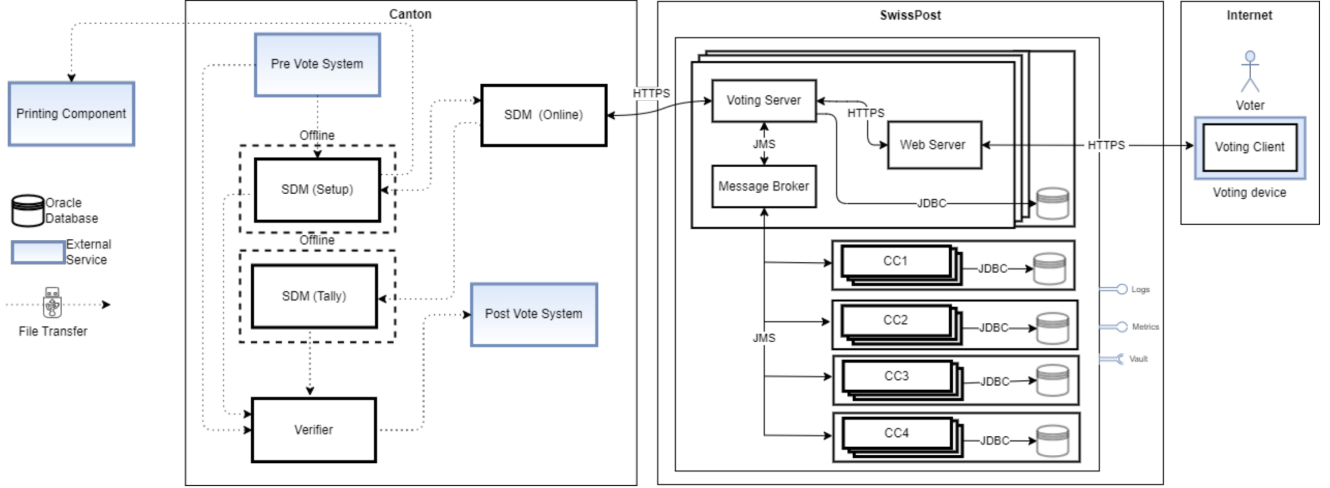 Canton
SwissPost
Internet
Pre Vote System
Printing Component
SDM (Online)
HTTPS
Voting Server
HTTPS
Web Server
JMS
Message Broker
JDBC
HTTPS
Voter
Voting Client
Voting device
Offline
SDM (Setup)
Offline
SDM (Tally)
Post Vote System
Verifier
Oracle
Database
External
Service
File Transfer
CC1
JDBC
CC2
JDBC
JMS
CC3
JDBC
CC4
JDBC
Logs
Metrics
Vault